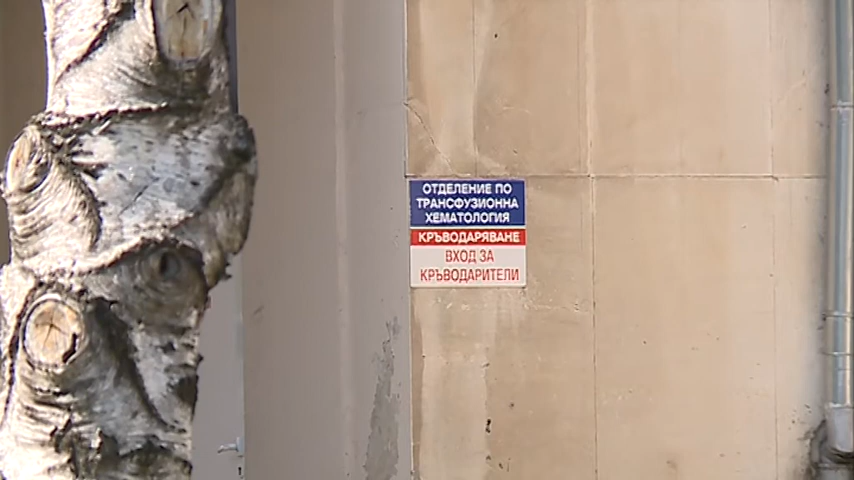 ОТДЕЛЕНИЕ ПО
ТРАНСФУЗИОННА
ХЕМАТОЛОГИЯ
КРЪВОДАРЯВАНЕ
ВХОД ЗА
КРЪВОДАРИТЕЛИ